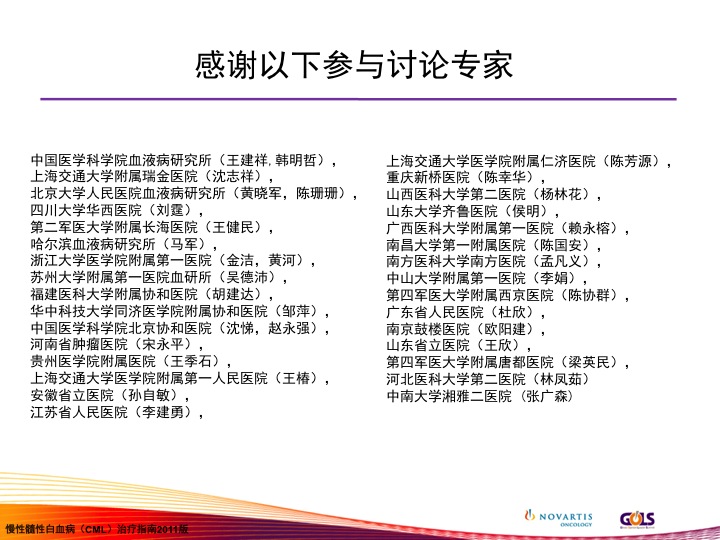 感谢以下参与讨论专家
中国医学科学院血液病研究所（王建祥,韩明哲），
上海交通大学附属瑞金医院（沈志祥），
北京大学人民医院血液病研究所（黄晓军，陈珊珊），
四川大学华西医院（刘霆），
第二军医大学附属长海医院（王健民），
哈尔滨血液病研究所（马军），
浙江大学医学院附属第一医院（金洁，黄河），
苏州大学附属第一医院血研所（吴德沛），
福建医科大学附属协和医院（胡建达），
华中科技大学同济医学院附属协和医院（邹萍），
中国医学科学院北京协和医院（沈悌，赵永强），
河南省肿瘤医院（宋永平），
贵州医学院附属医院（王季石），
上海交通大学医学院附属第一人民医院（王椿），
安徽省立医院（孙自敏），
江苏省人民医院（李建勇），
上海交通大学医学院附属仁济医院（陈芳源），
重庆新桥医院（陈幸华），
山西医科大学第二医院（杨林花），
山东大学齐鲁医院（侯明），
广西医科大学附属第一医院（赖永榕），
南昌大学第一附属医院（陈国安），
南方医科大学南方医院（孟凡义），
中山大学附属第一医院（李娟），
第四军医大学附属西京医院（陈协群），
广东省人民医院（杜欣），
南京鼓楼医院（欧阳建），
山东省立医院（王欣），
第四军医大学附属唐都医院（梁英民），
河北医科大学第二医院（林凤茹）
中南大学湘雅二医院（张广森）
慢性髓性白血病（CML）治疗指南2011版
NOVARTIS
ONCOLOGY
GOLS